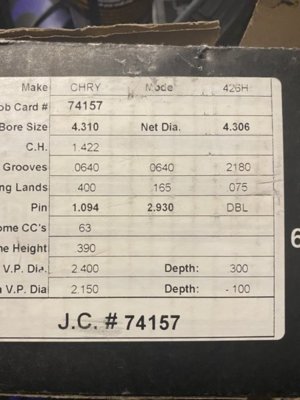 Make CHRY Mode 426H
ob Card # 74157
Bore Size 4.310 Net Dia. 4.306
C.H. 1.422
Grooves 0640 0640 2180
ng Lands 400 165 075
Pin 1.094 2.930 DBL
ome CC's 63
ne Height 390
V.P. Dia. 2.400 Depth: 300
V.P. Dia 2.150 Depth: -.100
J.C. # 74157
6